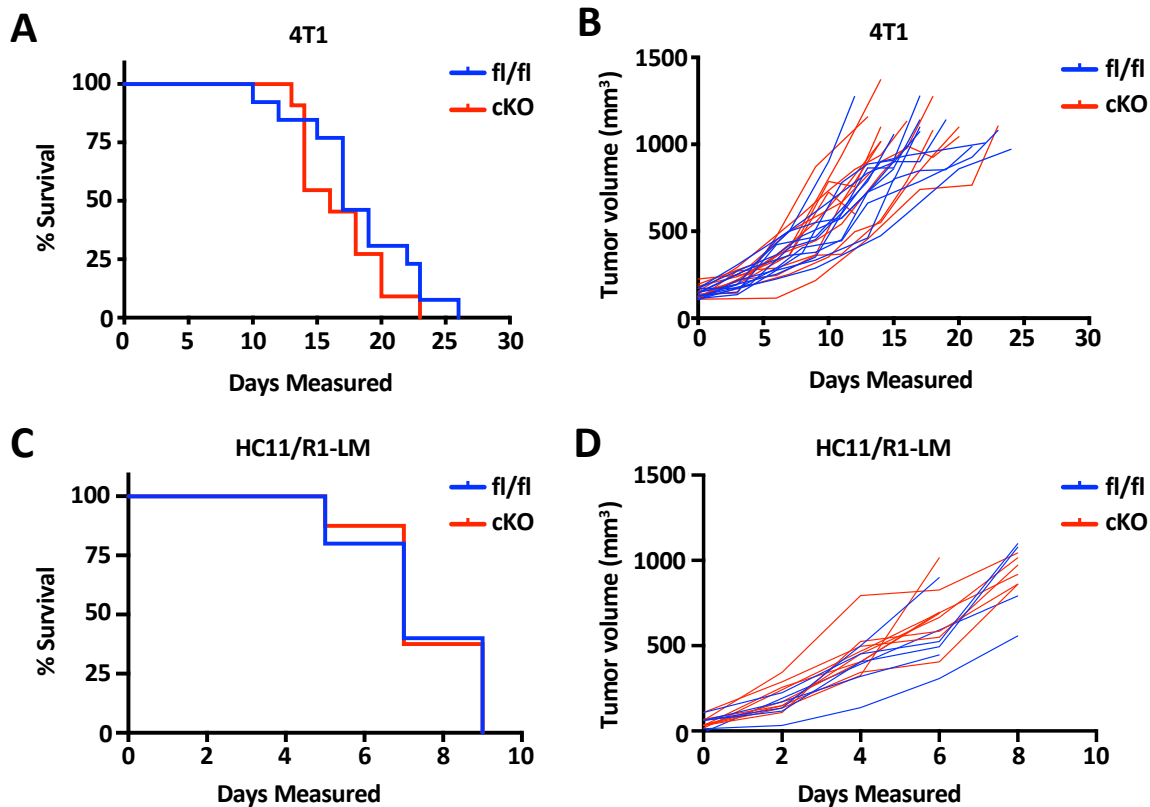 A
4T1
fl/fl
cKO
% Survival
100
75
50
25
0
0 5 10 15 20 25 30
Days Measured
B
4T1
fl/fl
cKO
Tumor volume (mm³)
1500
1000
500
0
0 5 10 15 20 25 30
Days Measured
C
HC11/R1-LM
fl/fl
cKO
% Survival
100
75
50
25
0
0 2 4 6 8 10
Days Measured
D
HC11/R1-LM
fl/fl
cKO
Tumor volume (mm³)
1500
1000
500
0
0 2 4 6 8 10
Days Measured